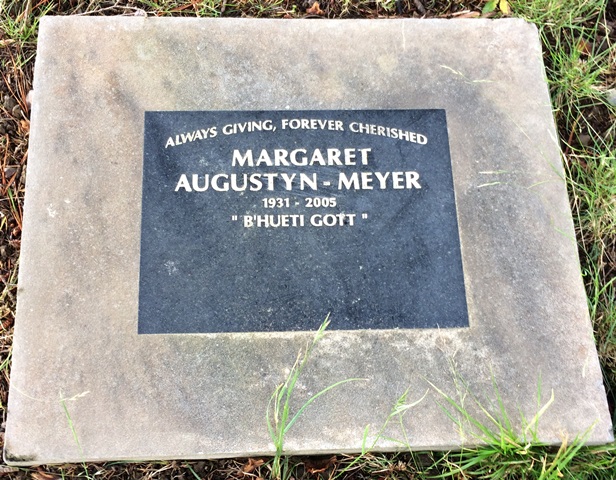 ALWAYS GIVING, FOREVER CHERISHED
MARGARET
AUGUSTYN - MEYER
1931 - 2005
" B'HUETI GOTT "